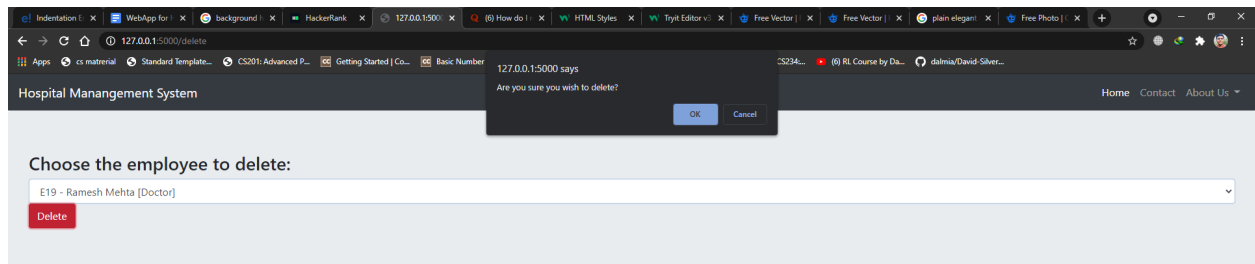 Indentation E
WebApp for H
background h
HackerRank
127.0.0.1:5000
(6) How do I
HTML Styles
Tryit Editor v3
Free Vector |
Free Vector |
plain elegant
Free Photo |
127.0.0.1:5000/delete
Apps cs matrerial Standard Template... CS201: Advanced P... Getting Started | Co... Basic Number CS234:... (6) RL Course by Da... dalmia/David-Silver...
127.0.0.1:5000 says
Are you sure you wish to delete?
OK Cancel
Hospital Manangement System Home Contact About Us
Choose the employee to delete:
E19 - Ramesh Mehta [Doctor]
Delete